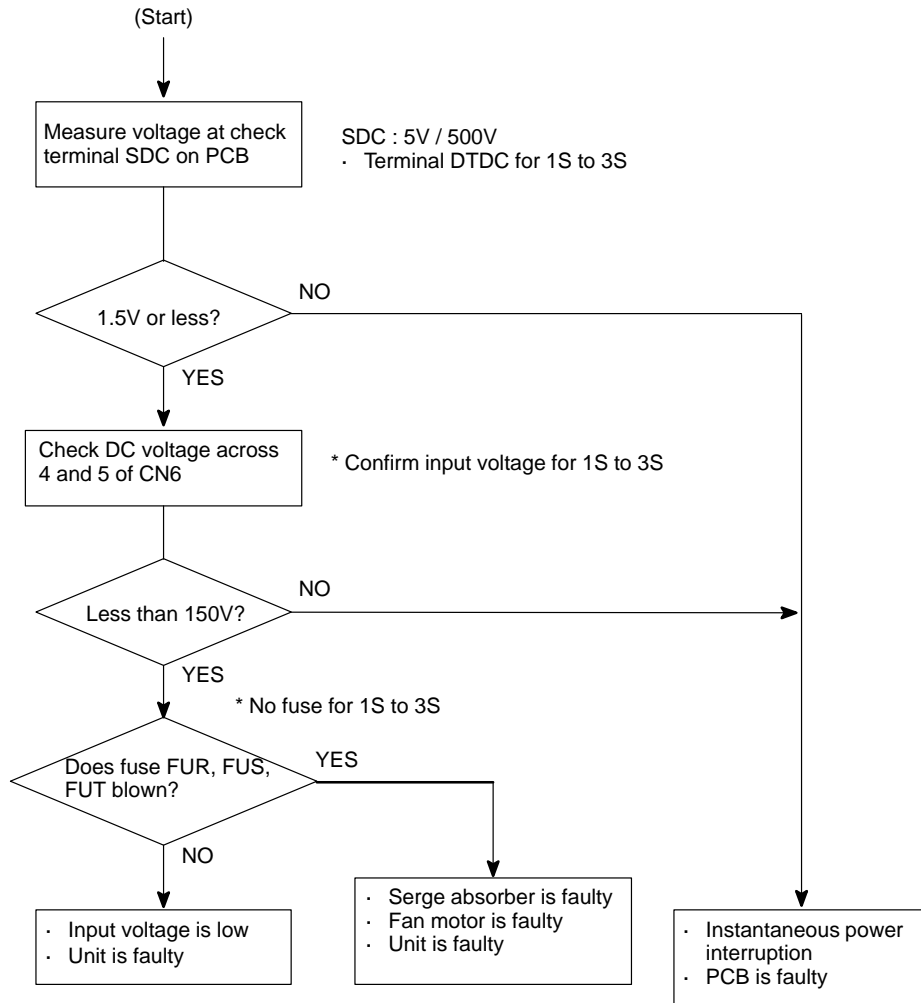 (Start)
Measure voltage at check
terminal SDC on PCB
SDC : 5V / 500V
· Terminal DTDC for 1S to 3S
1.5V or less?
NO
YES
Check DC voltage across
4 and 5 of CN6
* Confirm input voltage for 1S to 3S
Less than 150V?
NO
YES
* No fuse for 1S to 3S
Does fuse FUR, FUS,
FUT blown?
YES
NO
· Input voltage is low
· Unit is faulty
· Serge absorber is faulty
· Fan motor is faulty
· Unit is faulty
· Instantaneous power
interruption
· PCB is faulty